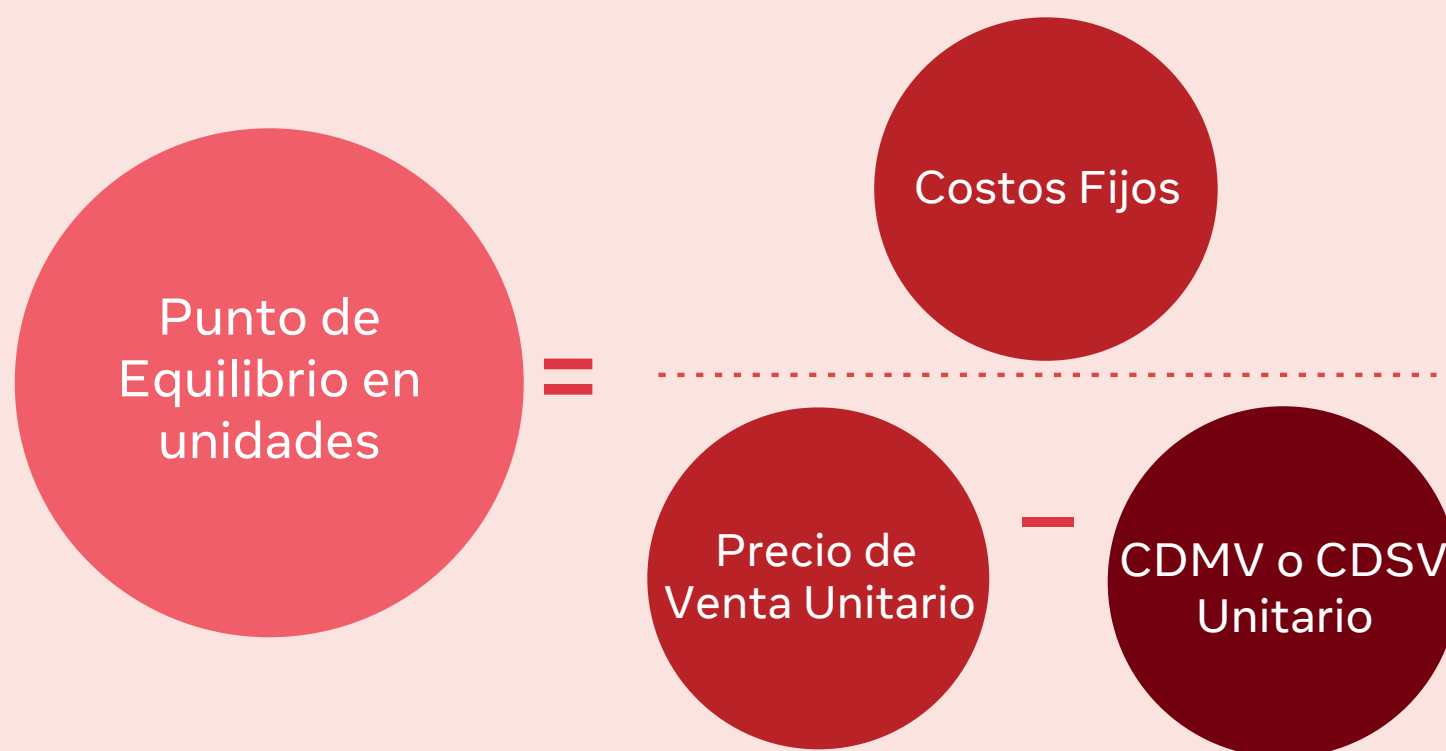 Costos Fijos
Punto de
Equilibrio en
unidades
=
Precio de
Venta Unitario
—
CDMV o CDSV
Unitario